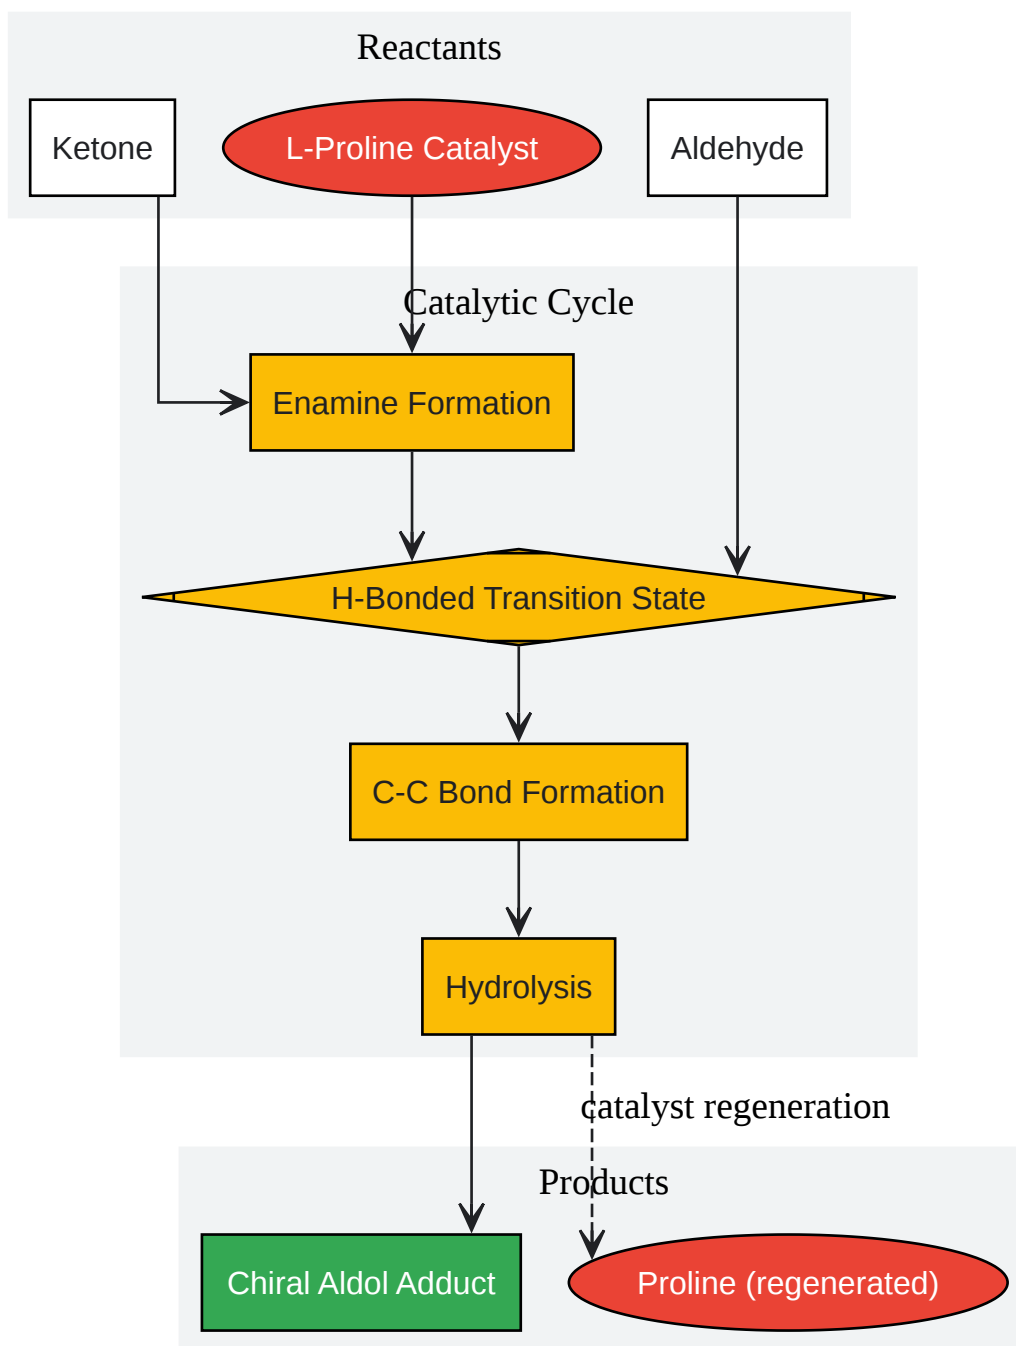 Reactants
Ketone
L-Proline Catalyst
Aldehyde
Catalytic Cycle
Enamine Formation
H-Bonded Transition State
C-C Bond Formation
Hydrolysis
catalyst regeneration
Products
Chiral Aldol Adduct
Proline (regenerated)